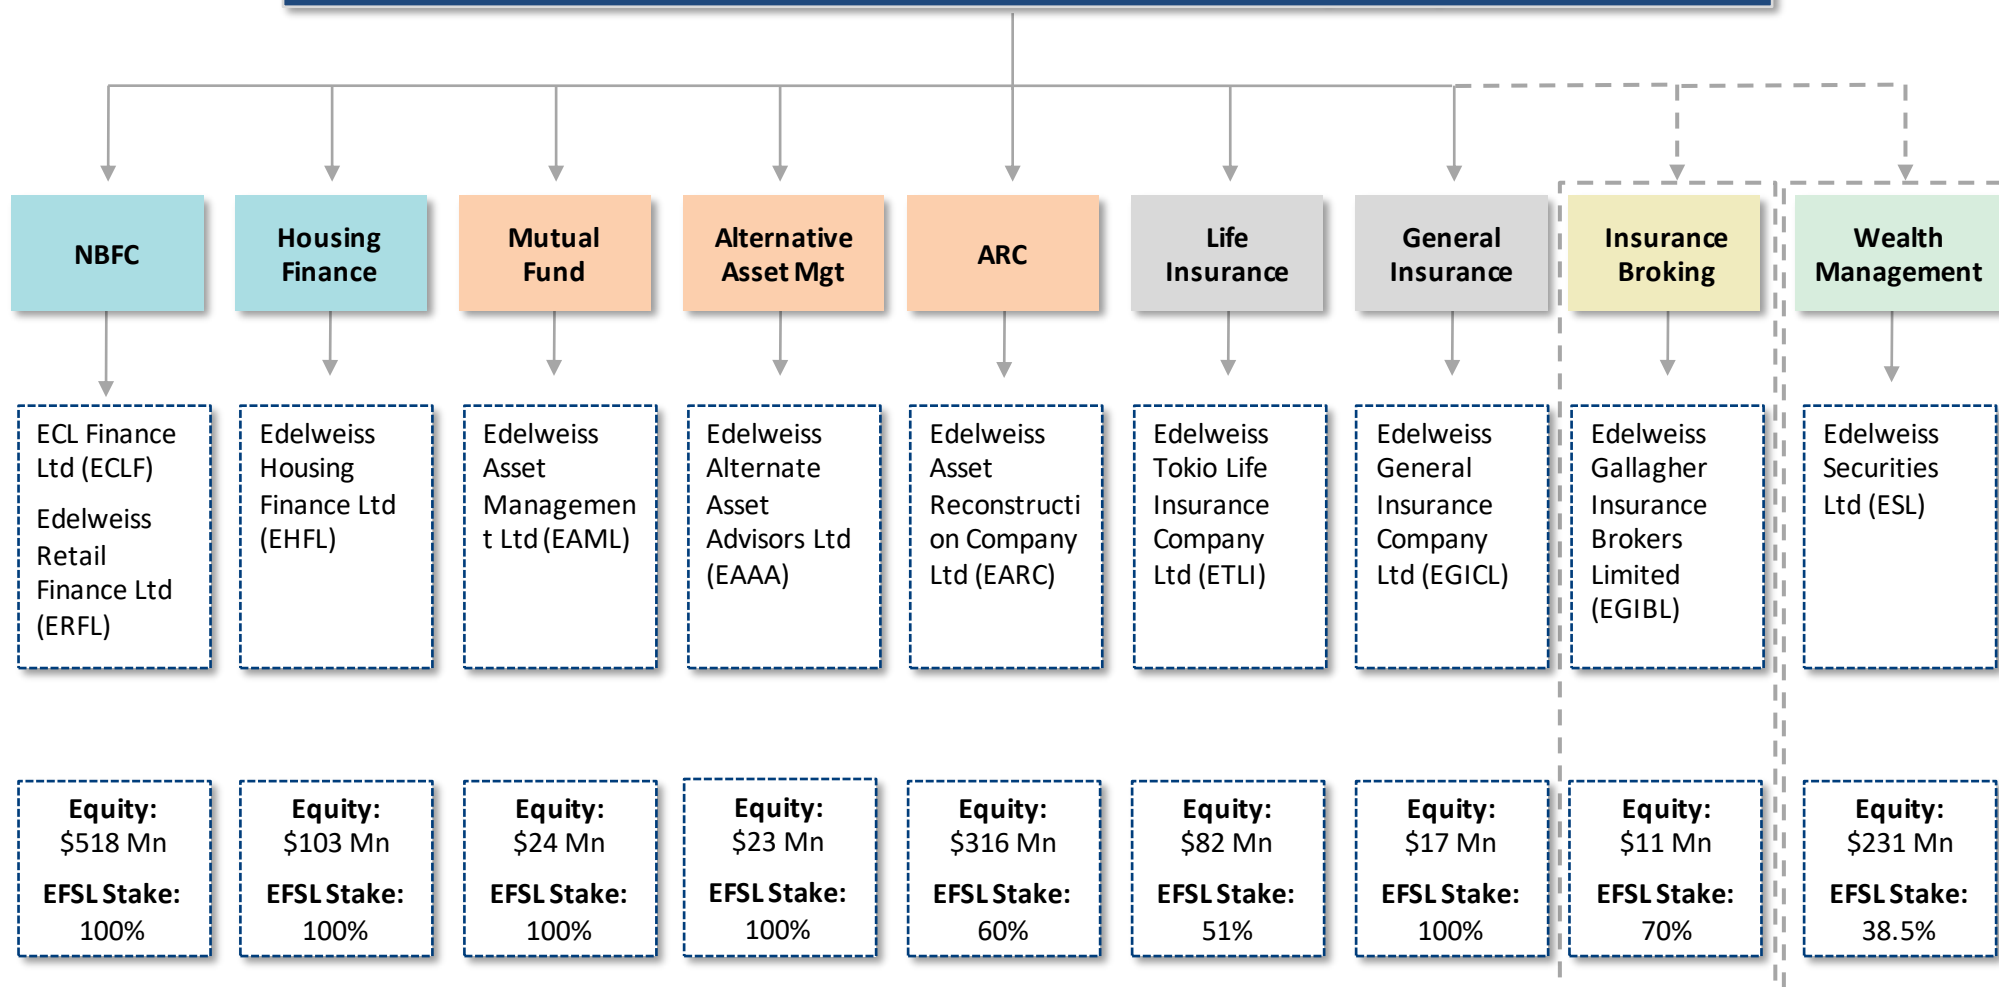 NBFC
Housing
Finance
Mutual
Fund
Alternative
Asset Mgt
ARC
Life
Insurance
General
Insurance
Insurance
Broking
Wealth
Management
ECL Finance
Ltd (ECLF)
Edelweiss
Retail
Finance Ltd
(ERFL)
Edelweiss
Housing
Finance Ltd
(EHFL)
Edelweiss
Asset
Managemen
t Ltd (EAML)
Edelweiss
Alternate
Asset
Advisors Ltd
(EAAA)
Edelweiss
Asset
Reconstructi
on Company
Ltd (EARC)
Edelweiss
Tokio Life
Insurance
Company
Ltd (ETLI)
Edelweiss
General
Insurance
Company
Ltd (EGICL)
Edelweiss
Gallagher
Insurance
Brokers
Limited
(EGIBL)
Edelweiss
Securities
Ltd (ESL)
Equity:
$518 Mn
EFSL Stake:
100%
Equity:
$103 Mn
EFSL Stake:
100%
Equity:
$24 Mn
EFSL Stake:
100%
Equity:
$23 Mn
EFSL Stake:
100%
Equity:
$316 Mn
EFSL Stake:
60%
Equity:
$82 Mn
EFSL Stake:
51%
Equity:
$17 Mn
EFSL Stake:
100%
Equity:
$11 Mn
EFSL Stake:
70%
Equity:
$231 Mn
EFSL Stake:
38.5%